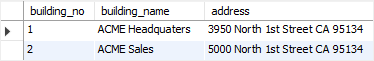 building_no building_name address
1 ACME Headquaters 3950 North 1st Street CA 95134
2 ACME Sales 5000 North 1st Street CA 95134